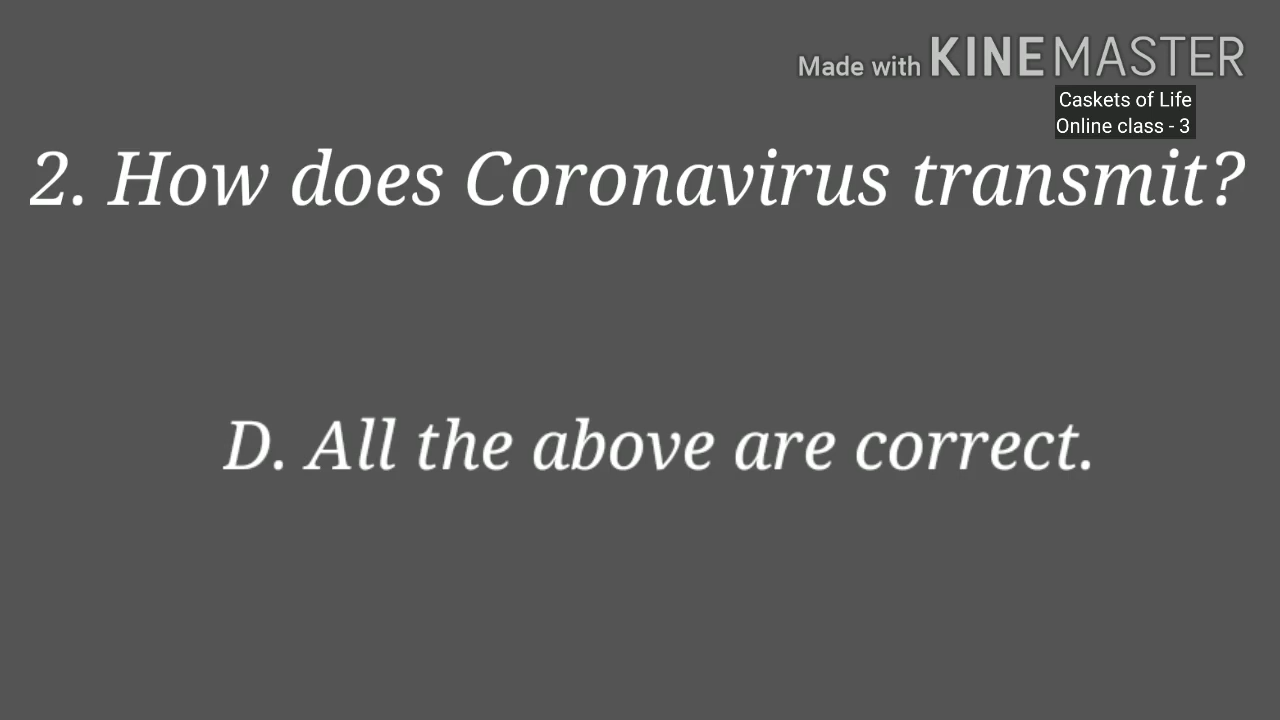 Made with KINEMASTER
Caskets of Life
Online class - 3
2. How does Coronavirus transmit?
D. All the above are correct.